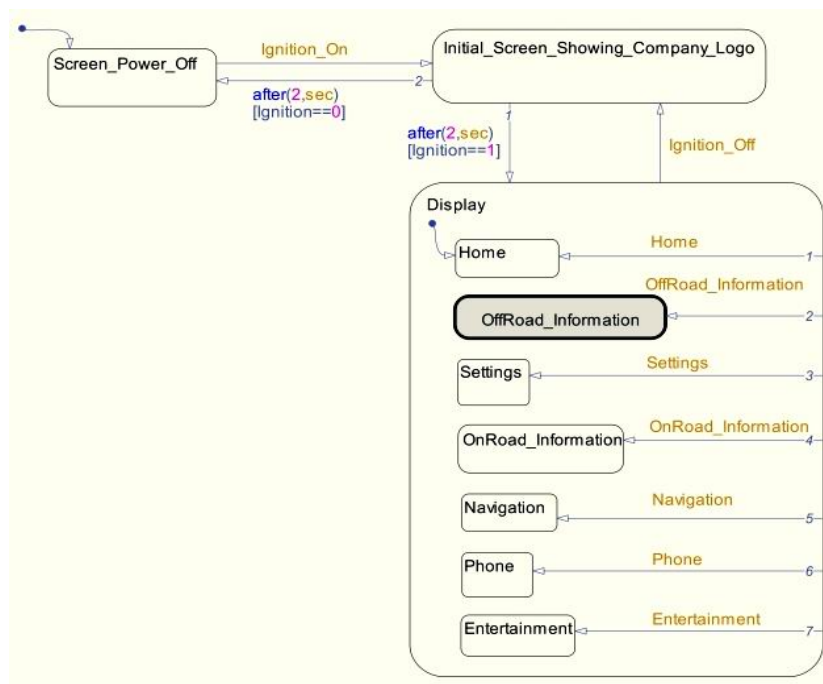 Screen_Power_Off
Ignition_On
Initial_Screen_Showing_Company_Logo
2
after(2,sec)
[Ignition==0]
1
after(2,sec)
[Ignition==1]
Ignition_Off
Display
Home
Home
1
OffRoad_Information
OffRoad_Information
2
Settings
Settings
3
OnRoad_Information
OnRoad_Information
4
Navigation
Navigation
5
Phone
Phone
6
Entertainment
Entertainment
7